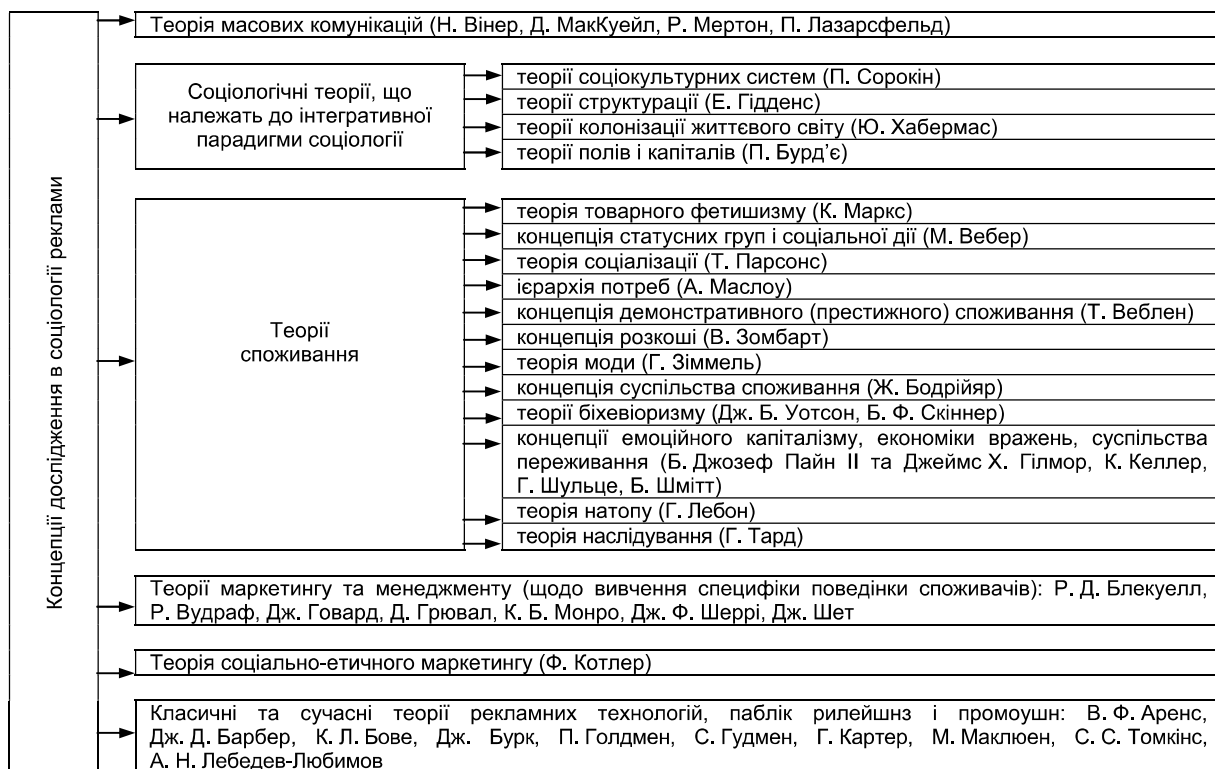 Концепції дослідження в соціології реклами
Теорія масових комунікацій (Н. Вінер, Д. МакКуейл, Р. Мертон, П. Лазарсфельд)
Соціологічні теорії, що
належать до інтегративної
парадигми соціології
теорії соціокультурних систем (П. Сорокін)
теорії структурації (Е. Гідденс)
теорії колонізації життєвого світу (Ю. Хабермас)
теорії полів і капіталів (П. Бурд’є)
Теорії
споживання
теорія товарного фетишизму (К. Маркс)
концепція статусних груп і соціальної дії (М. Вебер)
теорія соціалізації (Т. Парсонс)
ієрархія потреб (А. Маслоу)
концепція демонстративного (престижного) споживання (Т. Веблен)
концепція розкоші (В. Зомбарт)
теорія моди (Г. Зіммель)
концепція суспільства споживання (Ж. Бодрійяр)
теорії біхевіоризму (Дж. Б. Уотсон, Б. Ф. Скіннер)
концепції емоційного капіталізму, економіки вражень, суспільства
переживання (Б. Джозеф Пайн II та Джеймс Х. Гілмор, К. Келлер,
Г. Шульце, Б. Шмітт)
теорія натопу (Г. Лебон)
теорія наслідування (Г. Тард)
Теорії маркетингу та менеджменту (щодо вивчення специфіки поведінки споживачів): Р. Д. Блекуелл,
Р. Вудраф, Дж. Говард, Д. Грювал, К. Б. Монро, Дж. Ф. Шеррі, Дж. Шет
Теорія соціально-етичного маркетингу (Ф. Котлер)
Класичні та сучасні теорії рекламних технологій, паблік рилейшнз і промоушн: В. Ф. Аренс,
Дж. Д. Барбер, К. Л. Бове, Дж. Бурк, П. Голдмен, С. Гудмен, Г. Картер, М. Маклюен, С. С. Томкінс,
А. Н. Лебедев-Любимов